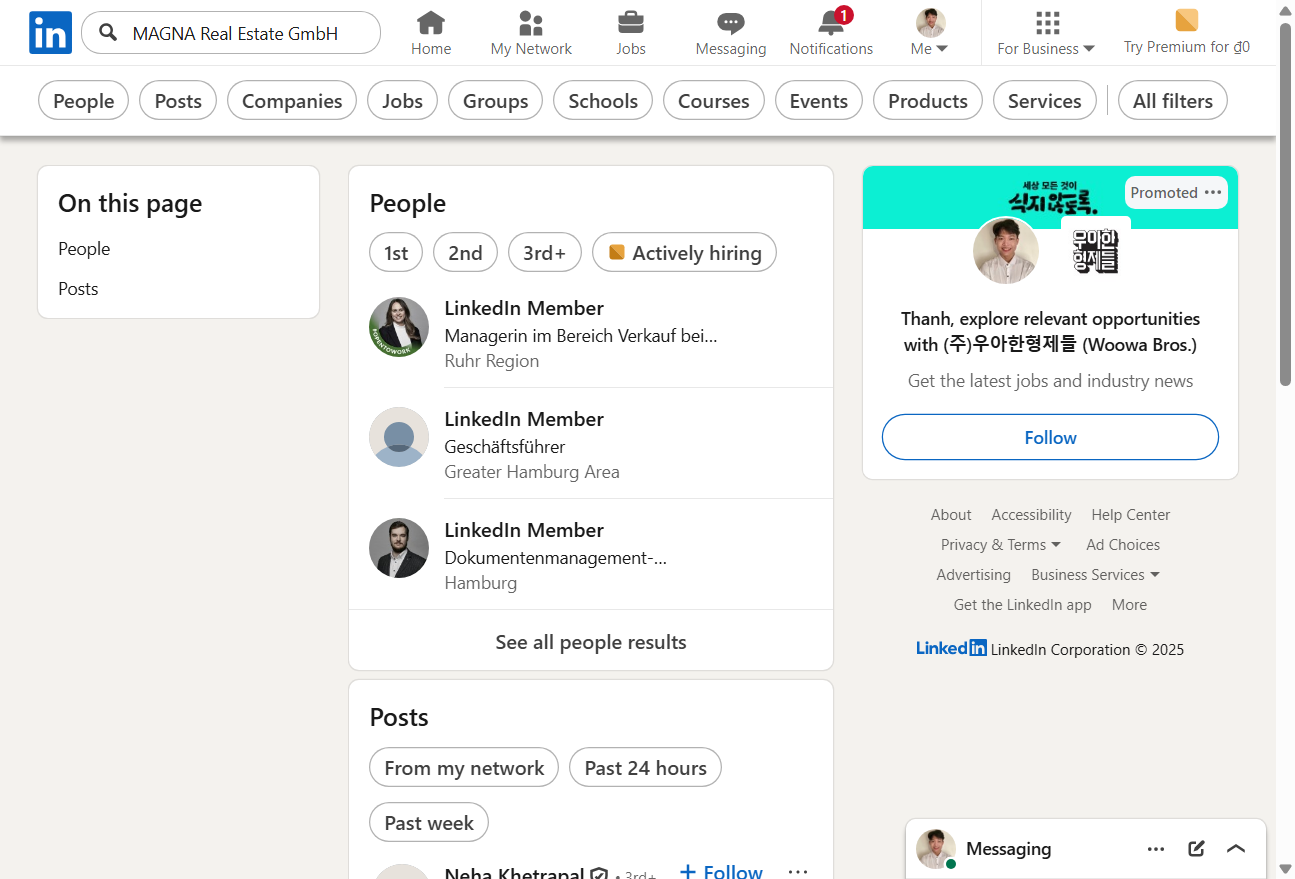 in
MAGNA Real Estate GmbH
Home
My Network
Jobs
Messaging
1
Notifications
Me
For Business
Try Premium for ₫0
People
Posts
Companies
Jobs
Groups
Schools
Courses
Events
Products
Services
All filters
On this page
People
Posts
People
1st
2nd
3rd+
Actively hiring
#OPENTOWORK
LinkedIn Member
Managerin im Bereich Verkauf bei...
Ruhr Region
LinkedIn Member
Geschäftsführer
Greater Hamburg Area
LinkedIn Member
Dokumentenmanagement-...
Hamburg
See all people results
Posts
From my network
Past 24 hours
Past week
Neha Khetrapal • 3rd+
+ Follow
세상 모든 것이
식지 않도록.
Promoted
우아한
형제들
Thanh, explore relevant opportunities
with (주)우아한형제들 (Woowa Bros.)
Get the latest jobs and industry news
Follow
About Accessibility Help Center
Privacy & Terms Ad Choices
Advertising Business Services
Get the LinkedIn app More
LinkedIn LinkedIn Corporation © 2025
Messaging